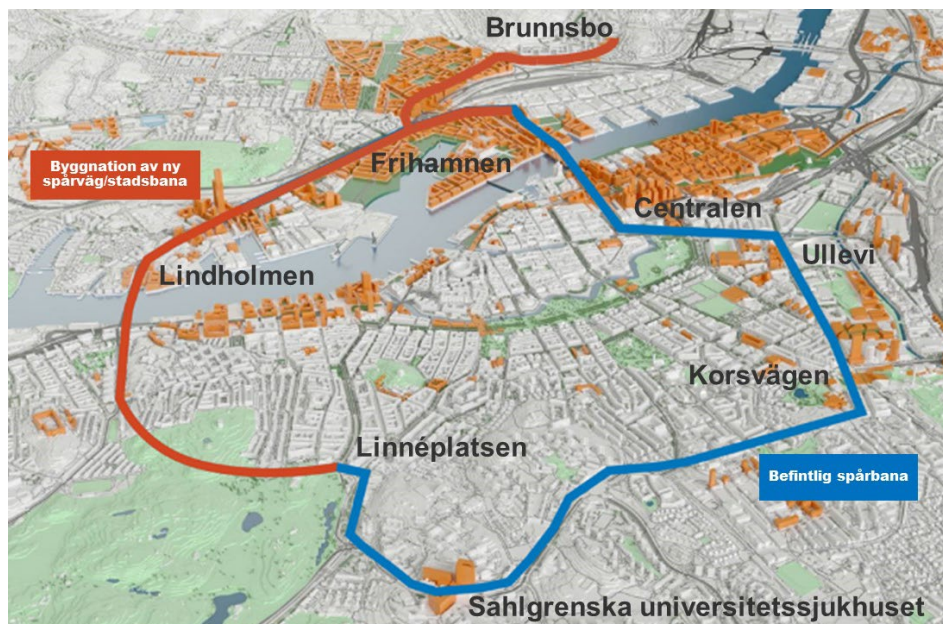 Brunnsbo
Byggnation av ny
spårväg/stadsbana
Frihamnen
Centralen
Ullevi
Lindholmen
Korsvägen
Linnéplatsen
Befintlig spårbana
Sahlgrenska universitetssjukhuset